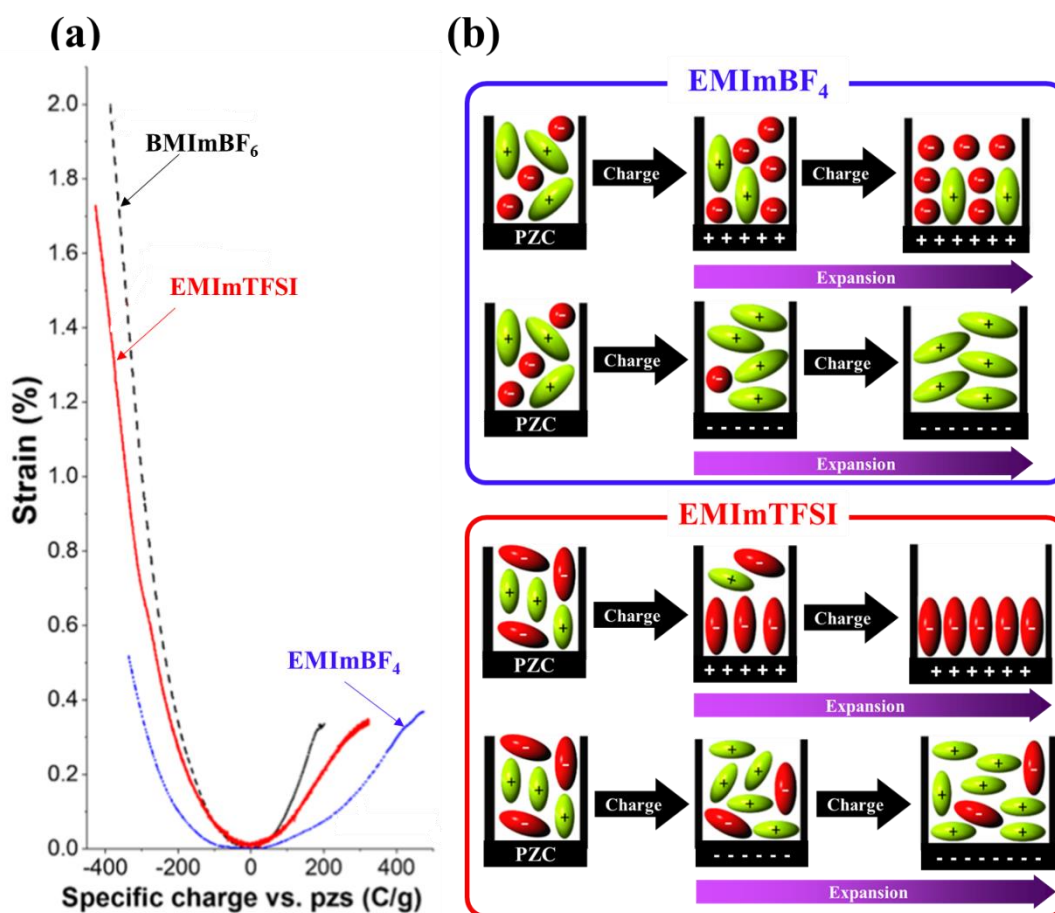 (a)
2.0
1.8
1.6
1.4
1.2
1.0
0.8
0.6
0.4
0.2
0.0
Strain (%)
BMImBF₆
EMImTFSI
EMImBF₄
-400 -200 0 200 400
Specific charge vs. pzs (C/g)
(b)
EMImBF₄
+ + +
PZC
Charge
+ +
+ + + + +
Charge
+ +
+ + + + + +
Expansion
+ + +
PZC
Charge
+ + + +
- - - - - - -
Charge
+ + + + +
- - - - - - -
Expansion
EMImTFSI
- - -
+ + +
PZC
Charge
- +
- - -
+ + + + +
Charge
- - - - -
+ + + + + +
Expansion
- - -
+ + +
PZC
Charge
+ + + + +
- -
- - - - - -
Charge
+ + + + + + +
- -
- - - - - - - -
Expansion